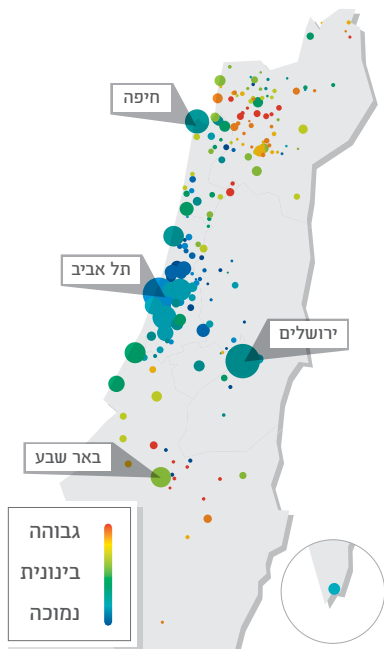 חיפה
תל אביב
ירושלים
באר שבע
גבוהה
בינונית
נמוכה